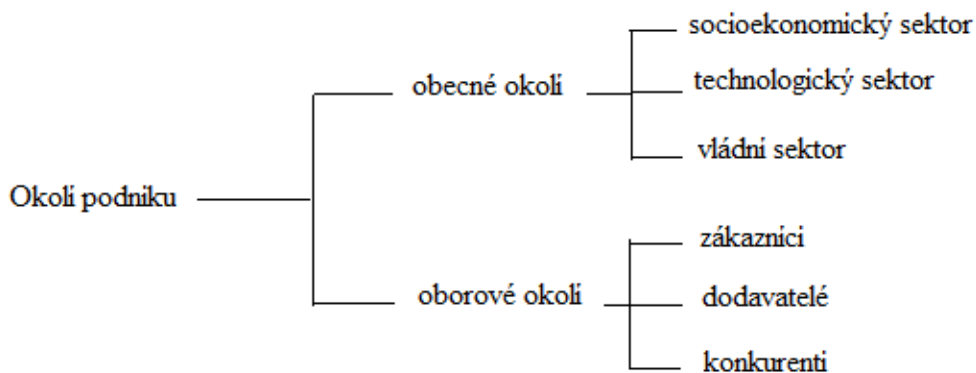 socioekonomický sektor
obecné okolí
technologický sektor
vládní sektor
Okolí podniku
zákazníci
oborové okolí
dodavatelé
konkurenti